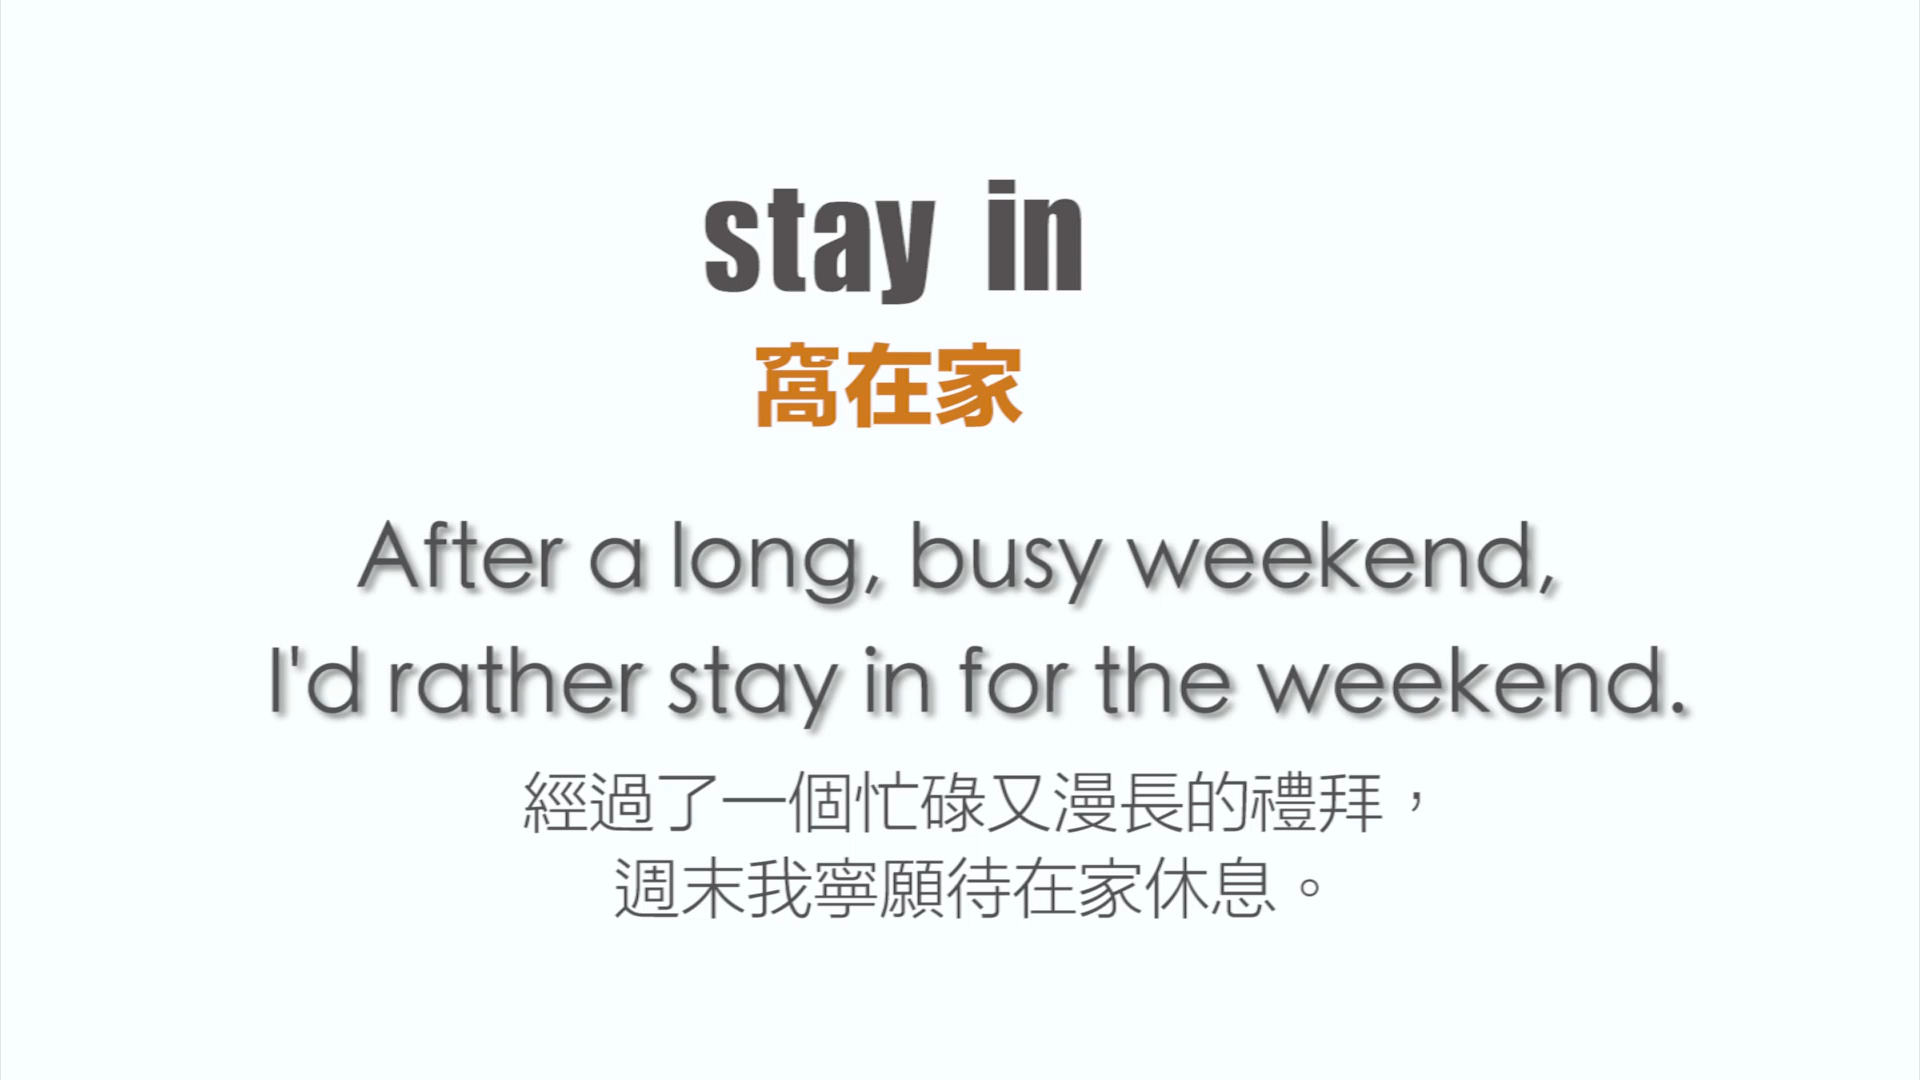 stay in
窩在家
After a long, busy weekend,
I'd rather stay in for the weekend.
經過了一個忙碌又漫長的禮拜，
週末我寧願待在家休息。